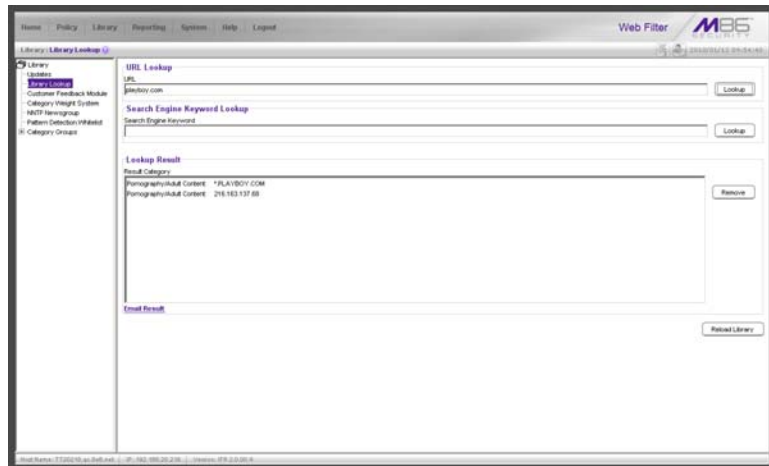 Home Policy Library Reporting System Help Logout
Web Filter
M86
SECURITY
Library : Library Lookup
Library
Updates
Library Lookup
Customer Feedback Module
Category Weight System
NNTP Newsgroup
Pattern Detection Whitelist
Category Groups
URL Lookup
URL
playboy.com
Lookup
Search Engine Keyword Lookup
Search Engine Keyword
Lookup
Lookup Result
Result Category
Pornography/Adult Content: *.PLAYBOY.COM
Pornography/Adult Content: 216.163.137.68
Remove
Email Result
Reload Library
Host Name: